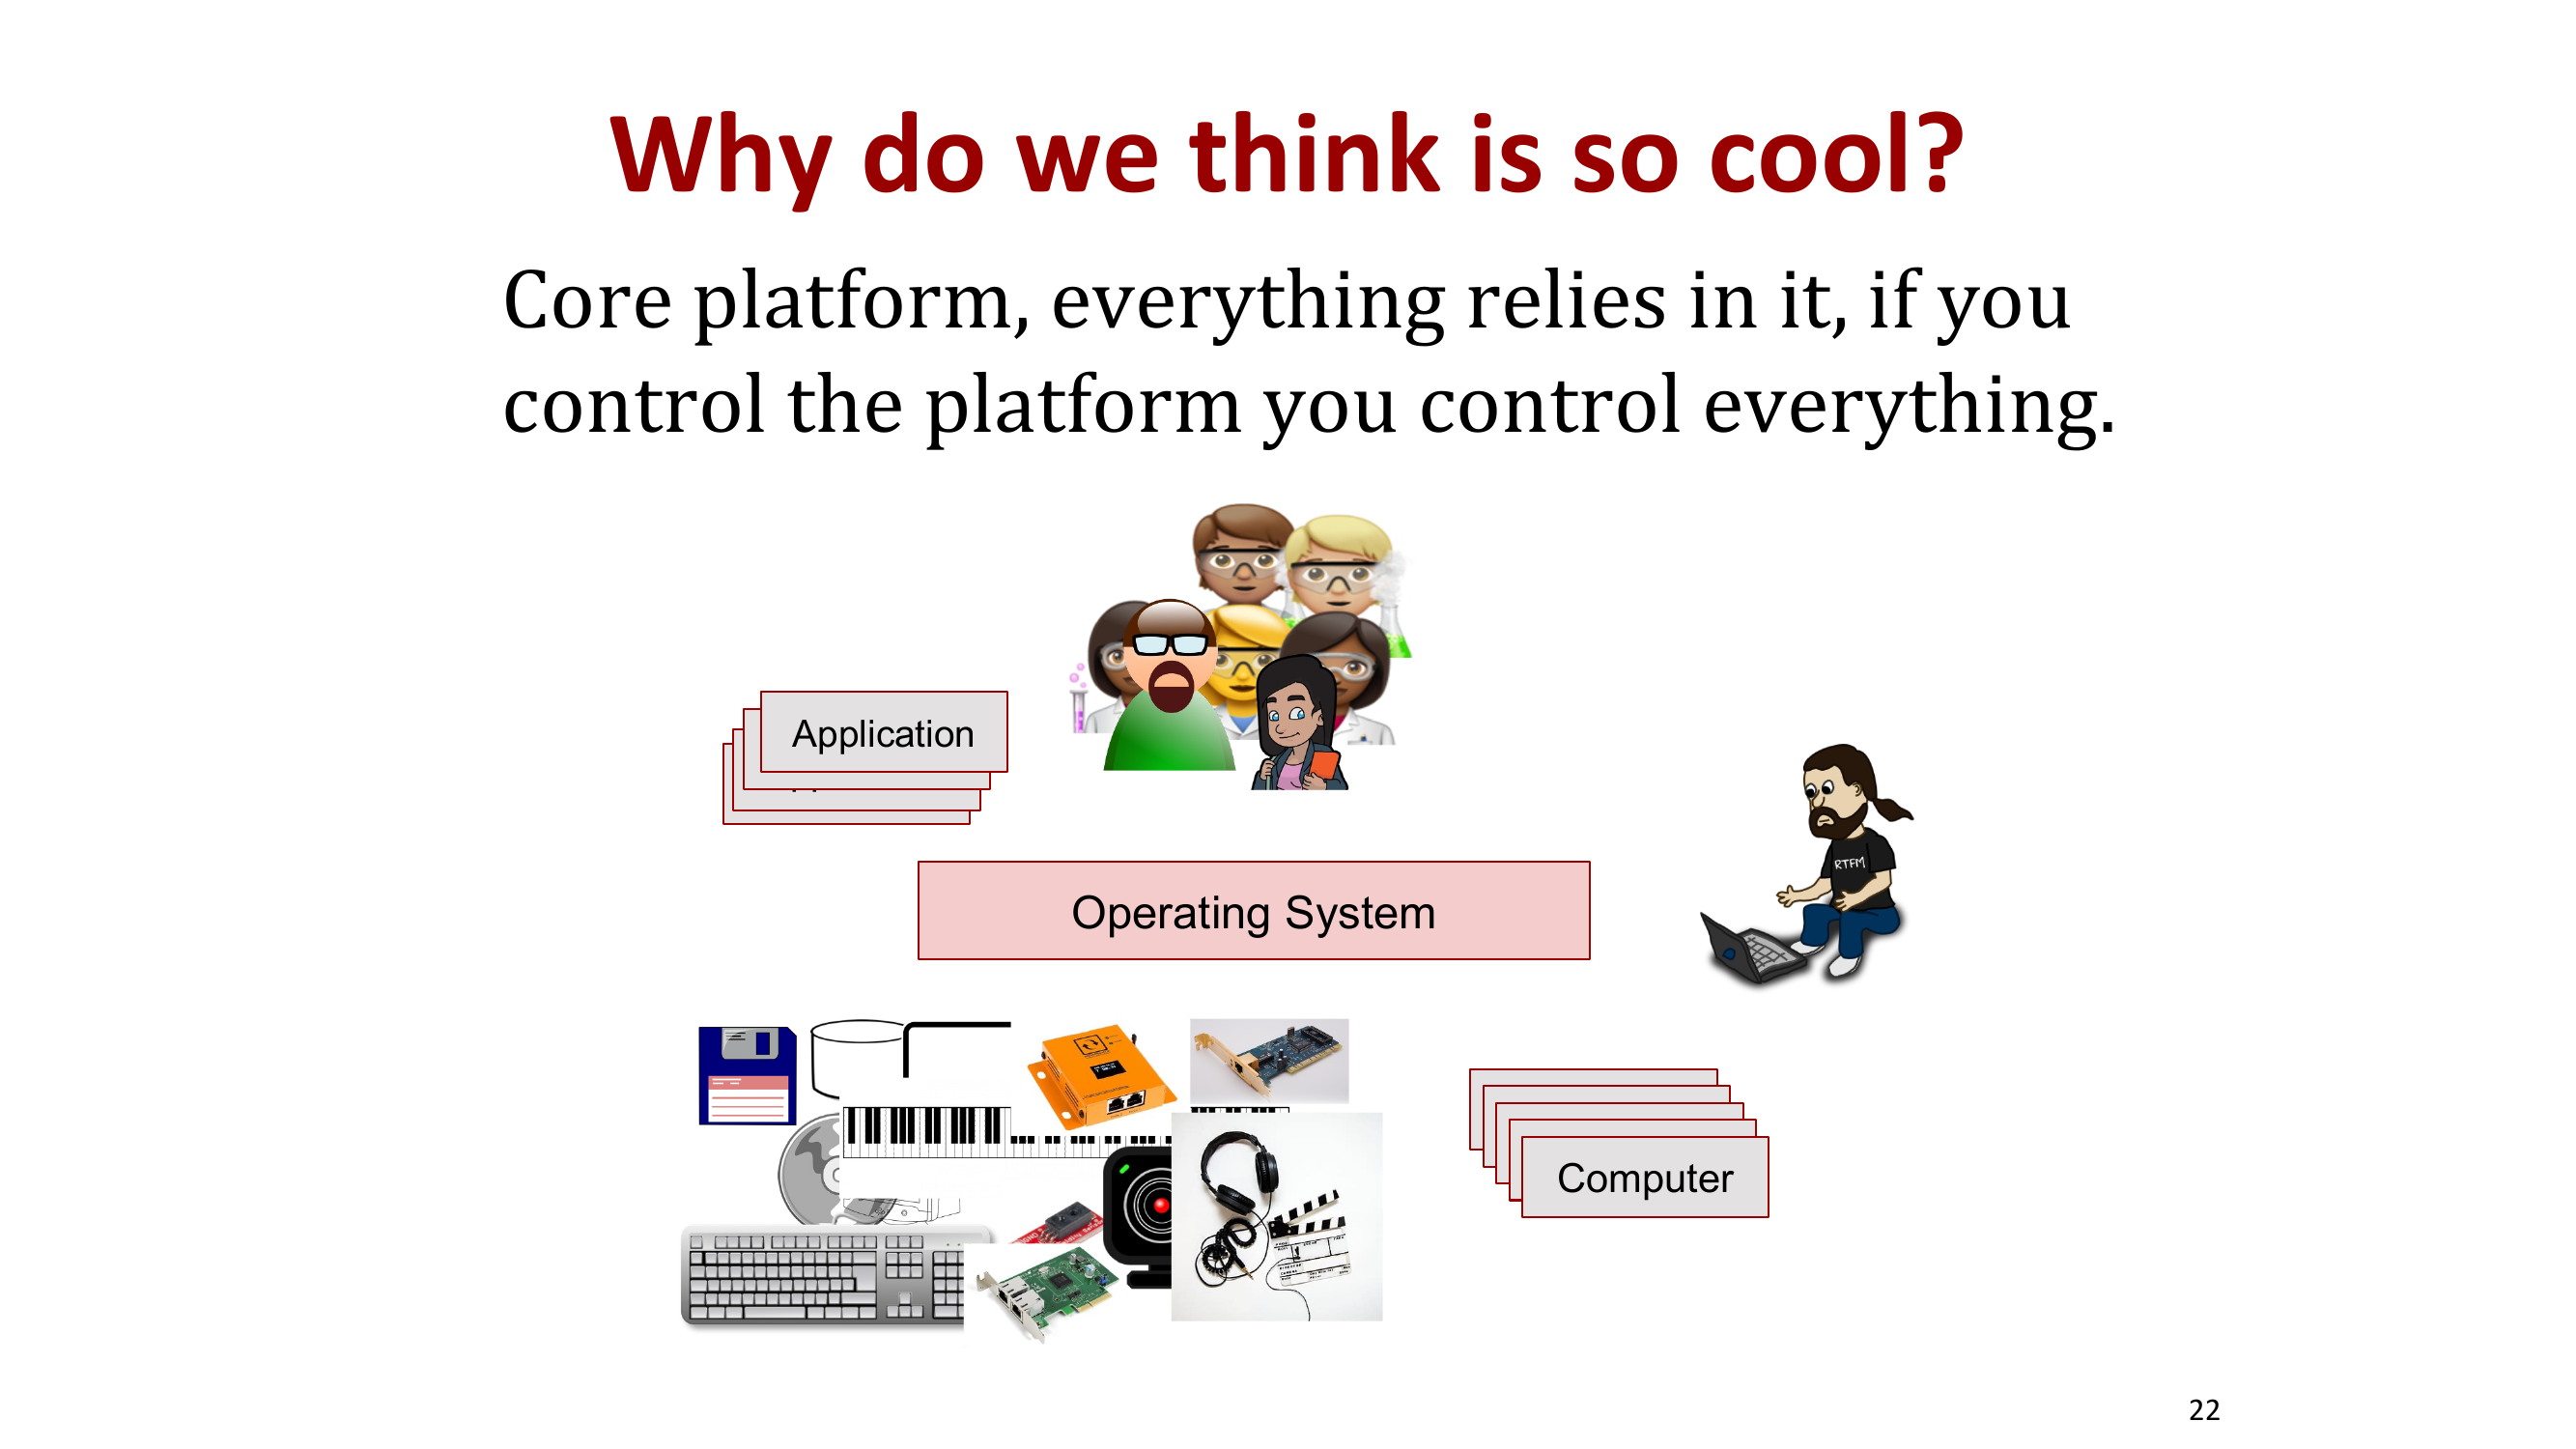 Why do we think is so cool?
Core platform, everything relies in it, if you
control the platform you control everything.
Application
RTFM
Operating System
Computer
22